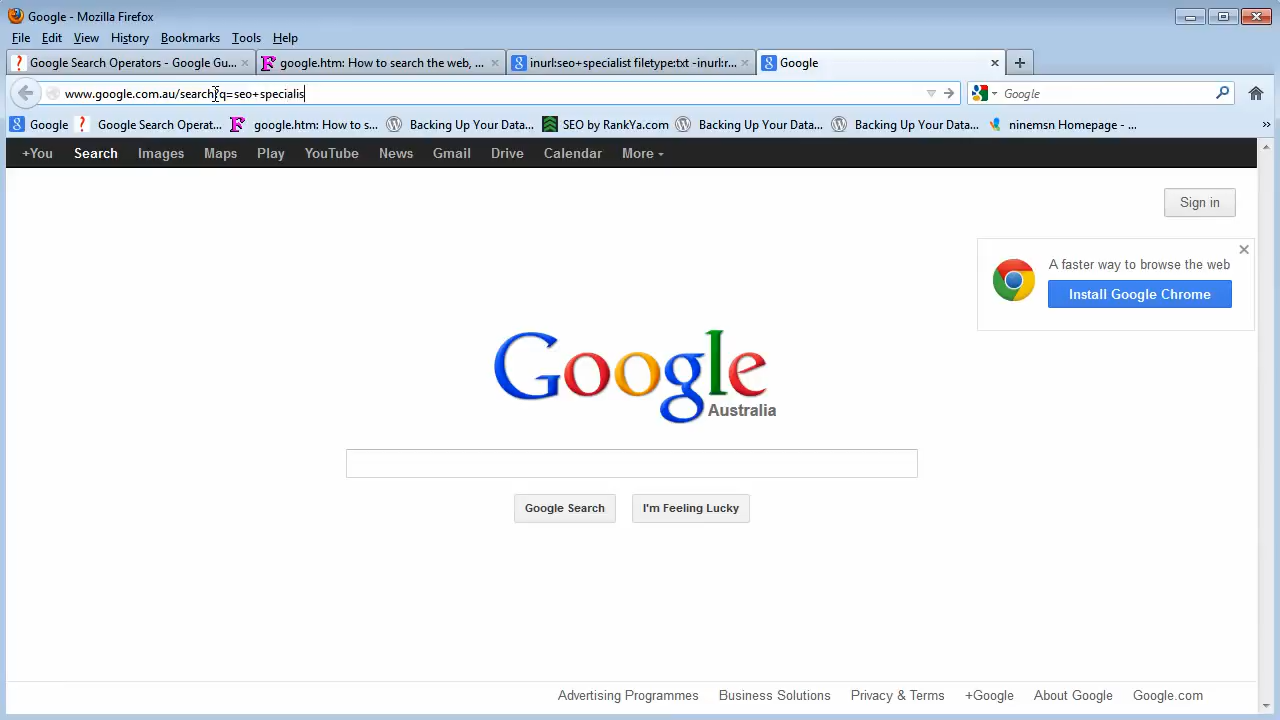 Google - Mozilla Firefox
File Edit View History Bookmarks Tools Help
Google Search Operators - Google Gu... google.htm: How to search the web, ... inurl:seo+specialist filetype:txt -inurl:r... Google
www.google.com.au/search?q=seo+specialis Google
Google Google Search Operat... google.htm: How to s... Backing Up Your Data... SEO by RankYa.com Backing Up Your Data... Backing Up Your Data... ninemsn Homepage - ... »
+You Search Images Maps Play YouTube News Gmail Drive Calendar More
Sign in
A faster way to browse the web
Install Google Chrome
Google
Australia
Google Search I'm Feeling Lucky
Advertising Programmes Business Solutions Privacy & Terms +Google About Google Google.com